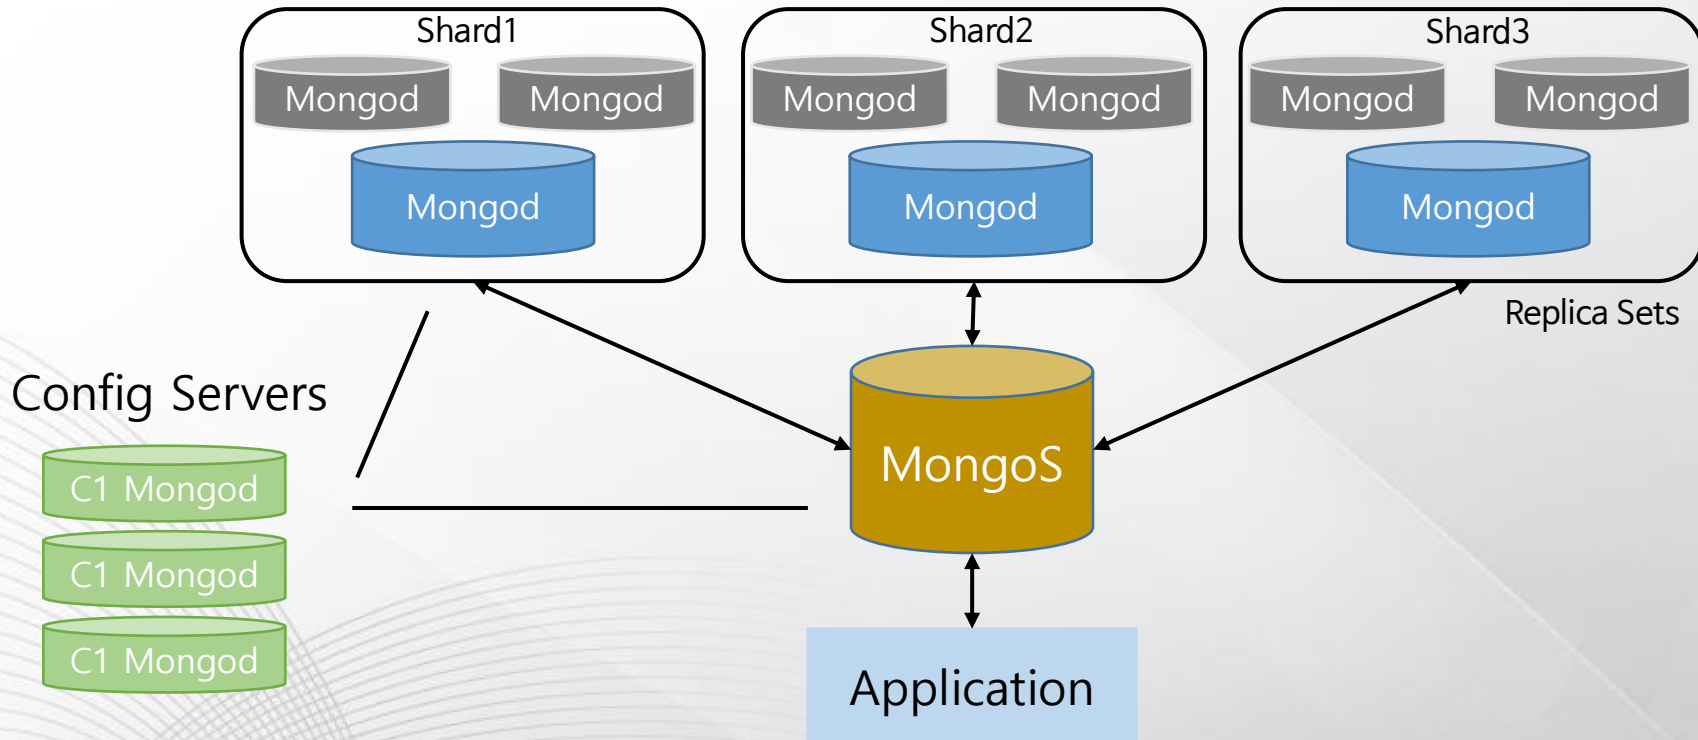 Shard1
Mongod
Mongod
Mongod
Shard2
Mongod
Mongod
Mongod
Shard3
Mongod
Mongod
Mongod
Replica Sets
Config Servers
C1 Mongod
C1 Mongod
C1 Mongod
MongoS
Application